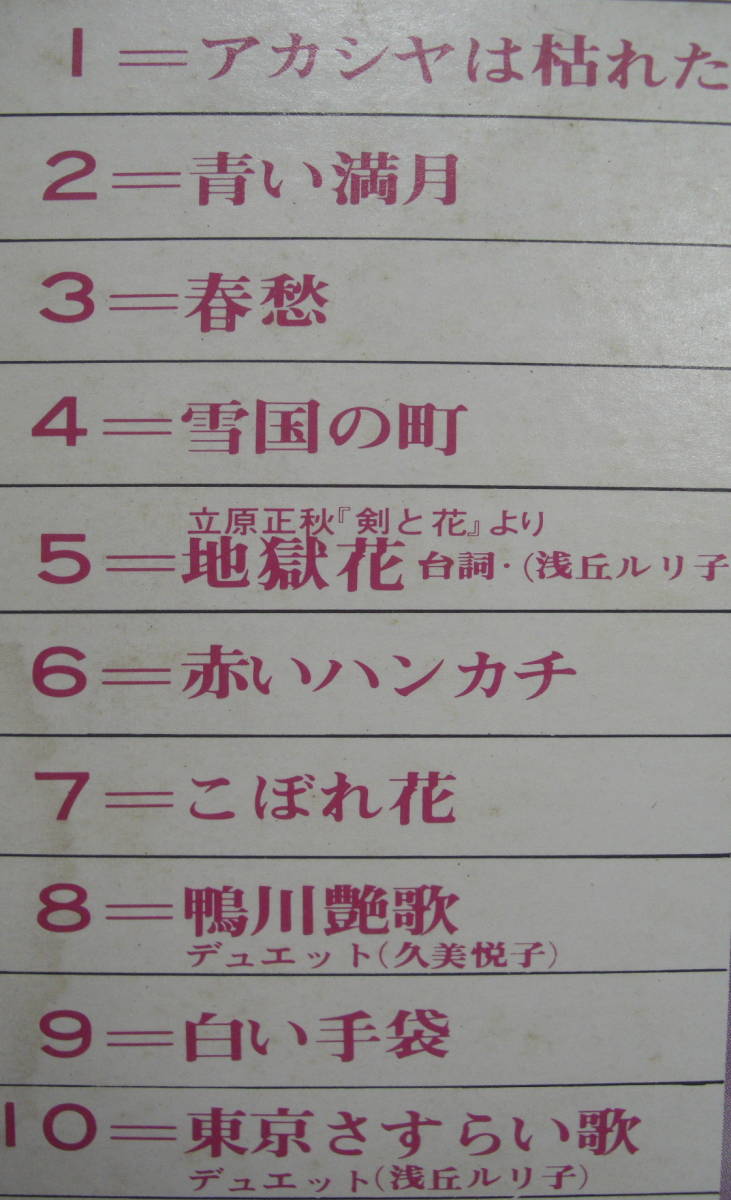 1=アカシヤは枯れた
2=青い満月
3=春愁
4=雪国の町
立原正秋『剣と花』より
5=地獄花 台詞・(浅丘ルリ子
6=赤いハンカチ
7=こぼれ花
8=鴨川艶歌
デュエット(久美悦子)
9=白い手袋
10=東京さすらい歌
デュエット(浅丘ルリ子)